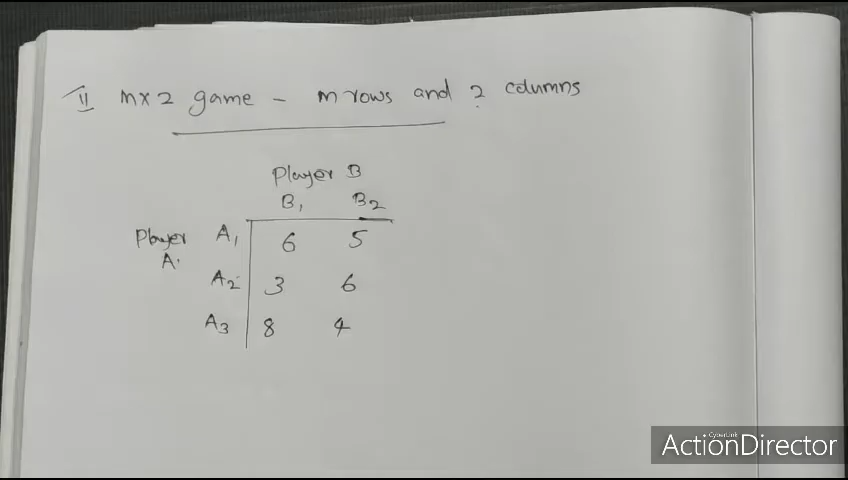 II mx2 game - m rows and 2 columns
Player B
B1 B2
Player A1 6 5
A.
A2 3 6
A3 8 4
CyberLink
ActionDirector